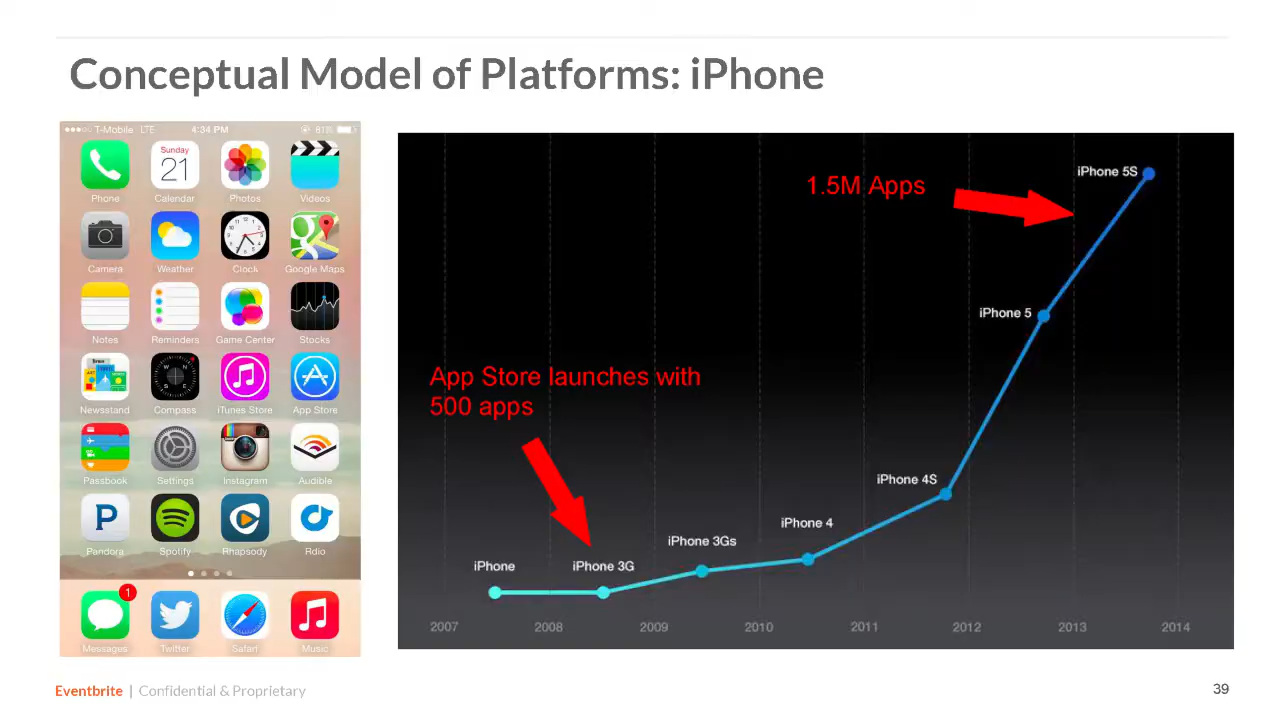 Conceptual Model of Platforms: iPhone
T-Mobile LTE 4:34 PM 81%
Sunday
21
Phone Calendar Photos Videos
Camera Weather Clock Google Maps
Notes Reminders Game Center Stocks
Newsstand Compass iTunes Store App Store
Passbook Settings Instagram Audible
Pandora Spotify Rhapsody Rdio
1
Messages Twitter Safari Music
1.5M Apps
iPhone 5S
iPhone 5
App Store launches with
500 apps
iPhone 4S
iPhone 4
iPhone 3Gs
iPhone iPhone 3G
2007 2008 2009 2010 2011 2012 2013 2014
Eventbrite | Confidential & Proprietary
39